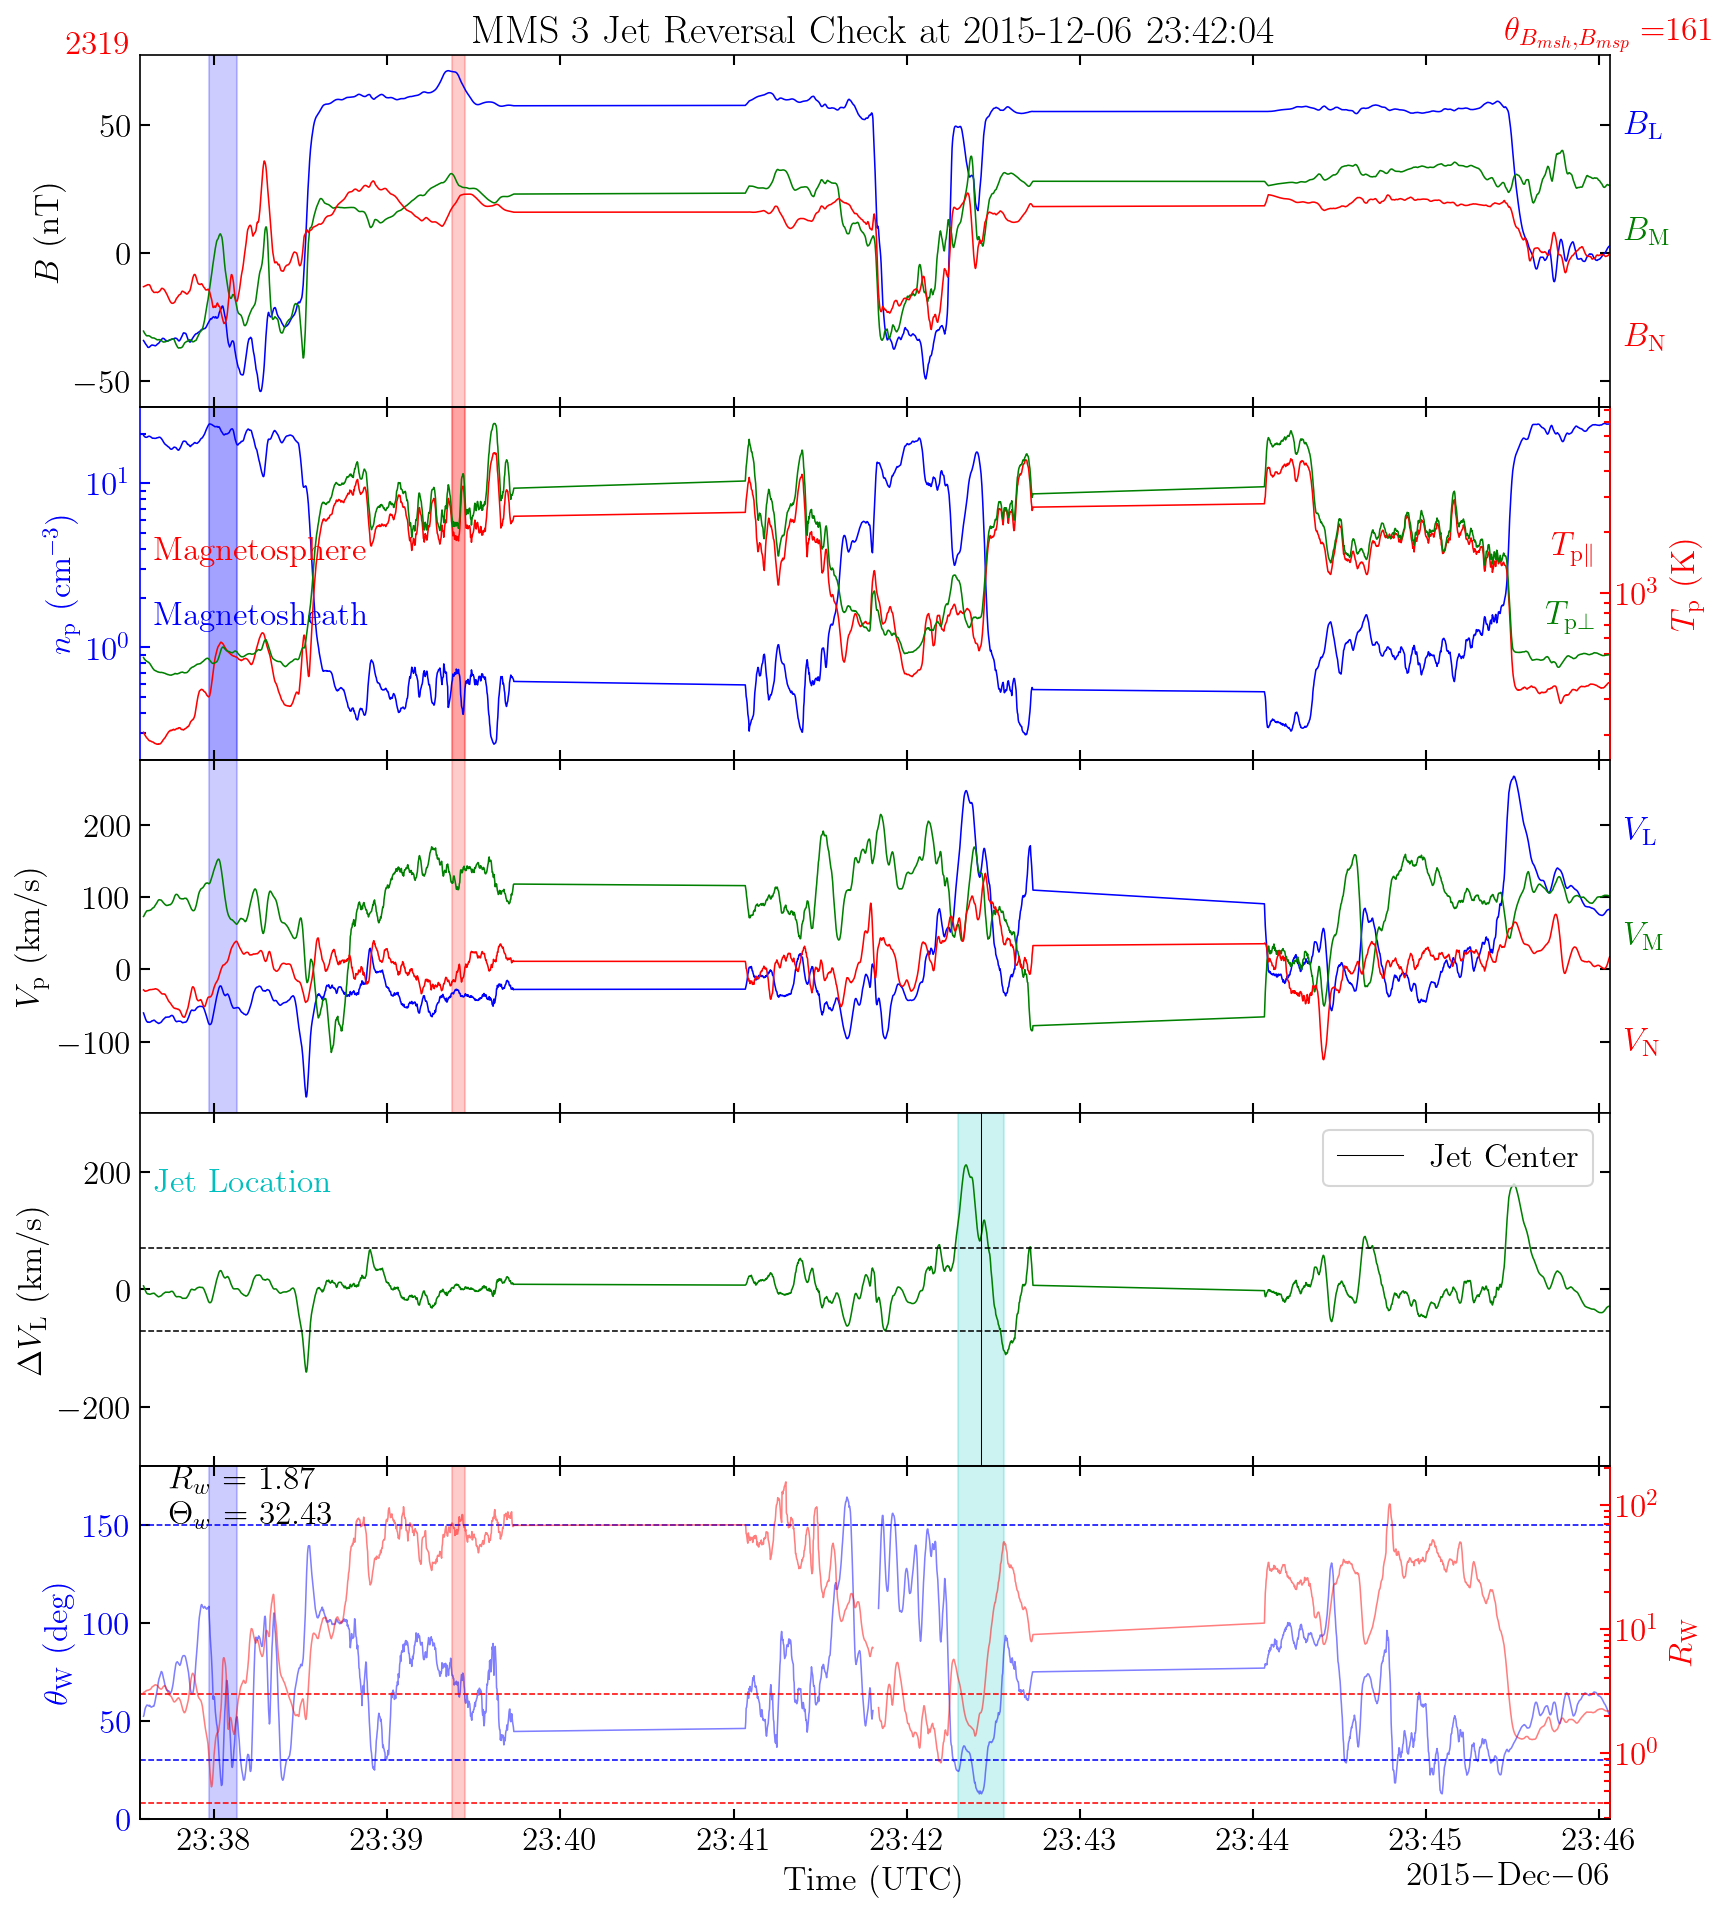 MMS 3 Jet Reversal Check at 2015-12-06 23:42:04
2319
θ_{B_{msh},B_{msp}} =161
50
0
−50
B (nT)
B_L
B_M
B_N
10^1
10^0
n_p (cm^{−3})
Magnetosphere
Magnetosheath
T_{p∥}
T_{p⊥}
10^3
T_p (K)
200
100
0
−100
V_p (km/s)
V_L
V_M
V_N
200
0
−200
ΔV_L (km/s)
Jet Location
Jet Center
R_w = 1.87
Θ_w = 32.43
150
100
50
0
θ_W (deg)
10^2
10^1
10^0
R_W
23:38 23:39 23:40 23:41 23:42 23:43 23:44 23:45 23:46
Time (UTC)
2015−Dec−06